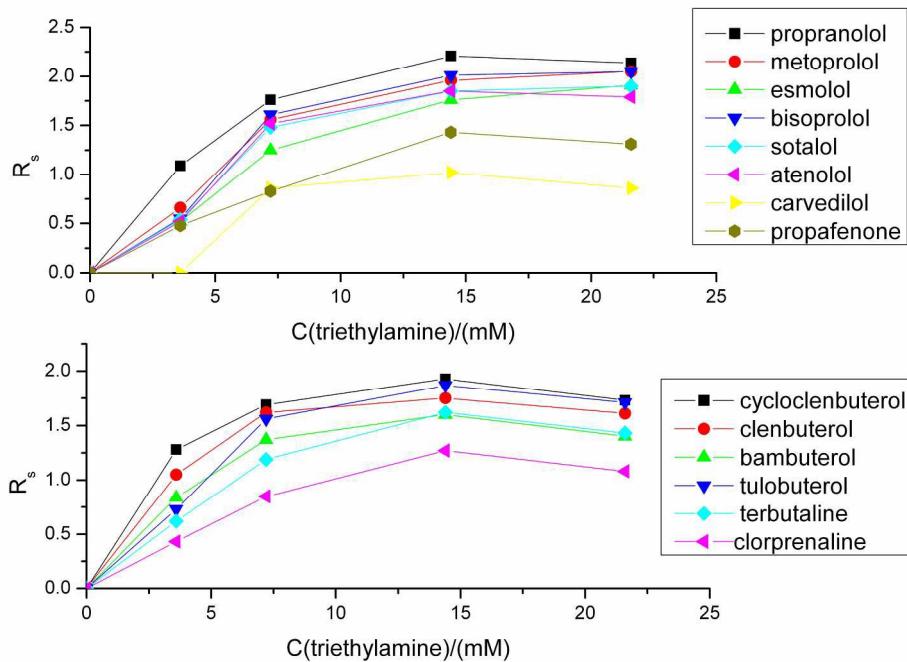 2.5
2.0
1.5
1.0
0.5
0.0
Rs
0 5 10 15 20 25
C(triethylamine)/(mM)
propranolol
metoprolol
esmolol
bisoprolol
sotalol
atenolol
carvedilol
propafenone
2.0
1.5
1.0
0.5
0.0
Rs
0 5 10 15 20 25
C(triethylamine)/(mM)
cycloclenbuterol
clenbuterol
bambuterol
tulobuterol
terbutaline
clorprenaline